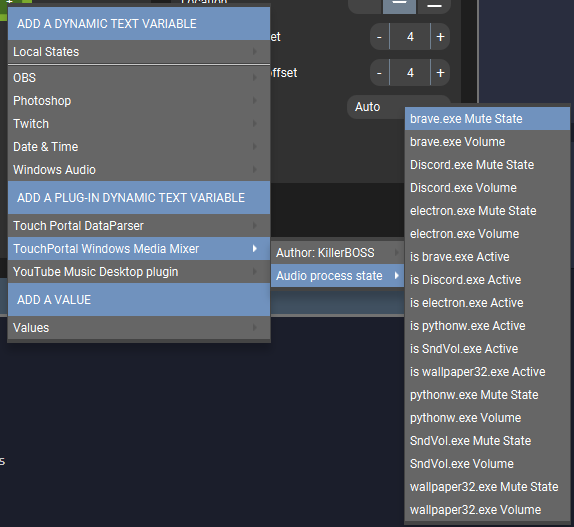 Location
ADD A DYNAMIC TEXT VARIABLE
Local States
OBS
Photoshop
Twitch
Date & Time
Windows Audio
ADD A PLUG-IN DYNAMIC TEXT VARIABLE
Touch Portal DataParser
TouchPortal Windows Media Mixer
YouTube Music Desktop plugin
ADD A VALUE
Values
- 4 +
- 4 +
Auto
Author: KillerBOSS
Audio process state
brave.exe Mute State
brave.exe Volume
Discord.exe Mute State
Discord.exe Volume
electron.exe Mute State
electron.exe Volume
is brave.exe Active
is Discord.exe Active
is electron.exe Active
is pythonw.exe Active
is SndVol.exe Active
is wallpaper32.exe Active
pythonw.exe Mute State
pythonw.exe Volume
SndVol.exe Mute State
SndVol.exe Volume
wallpaper32.exe Mute State
wallpaper32.exe Volume